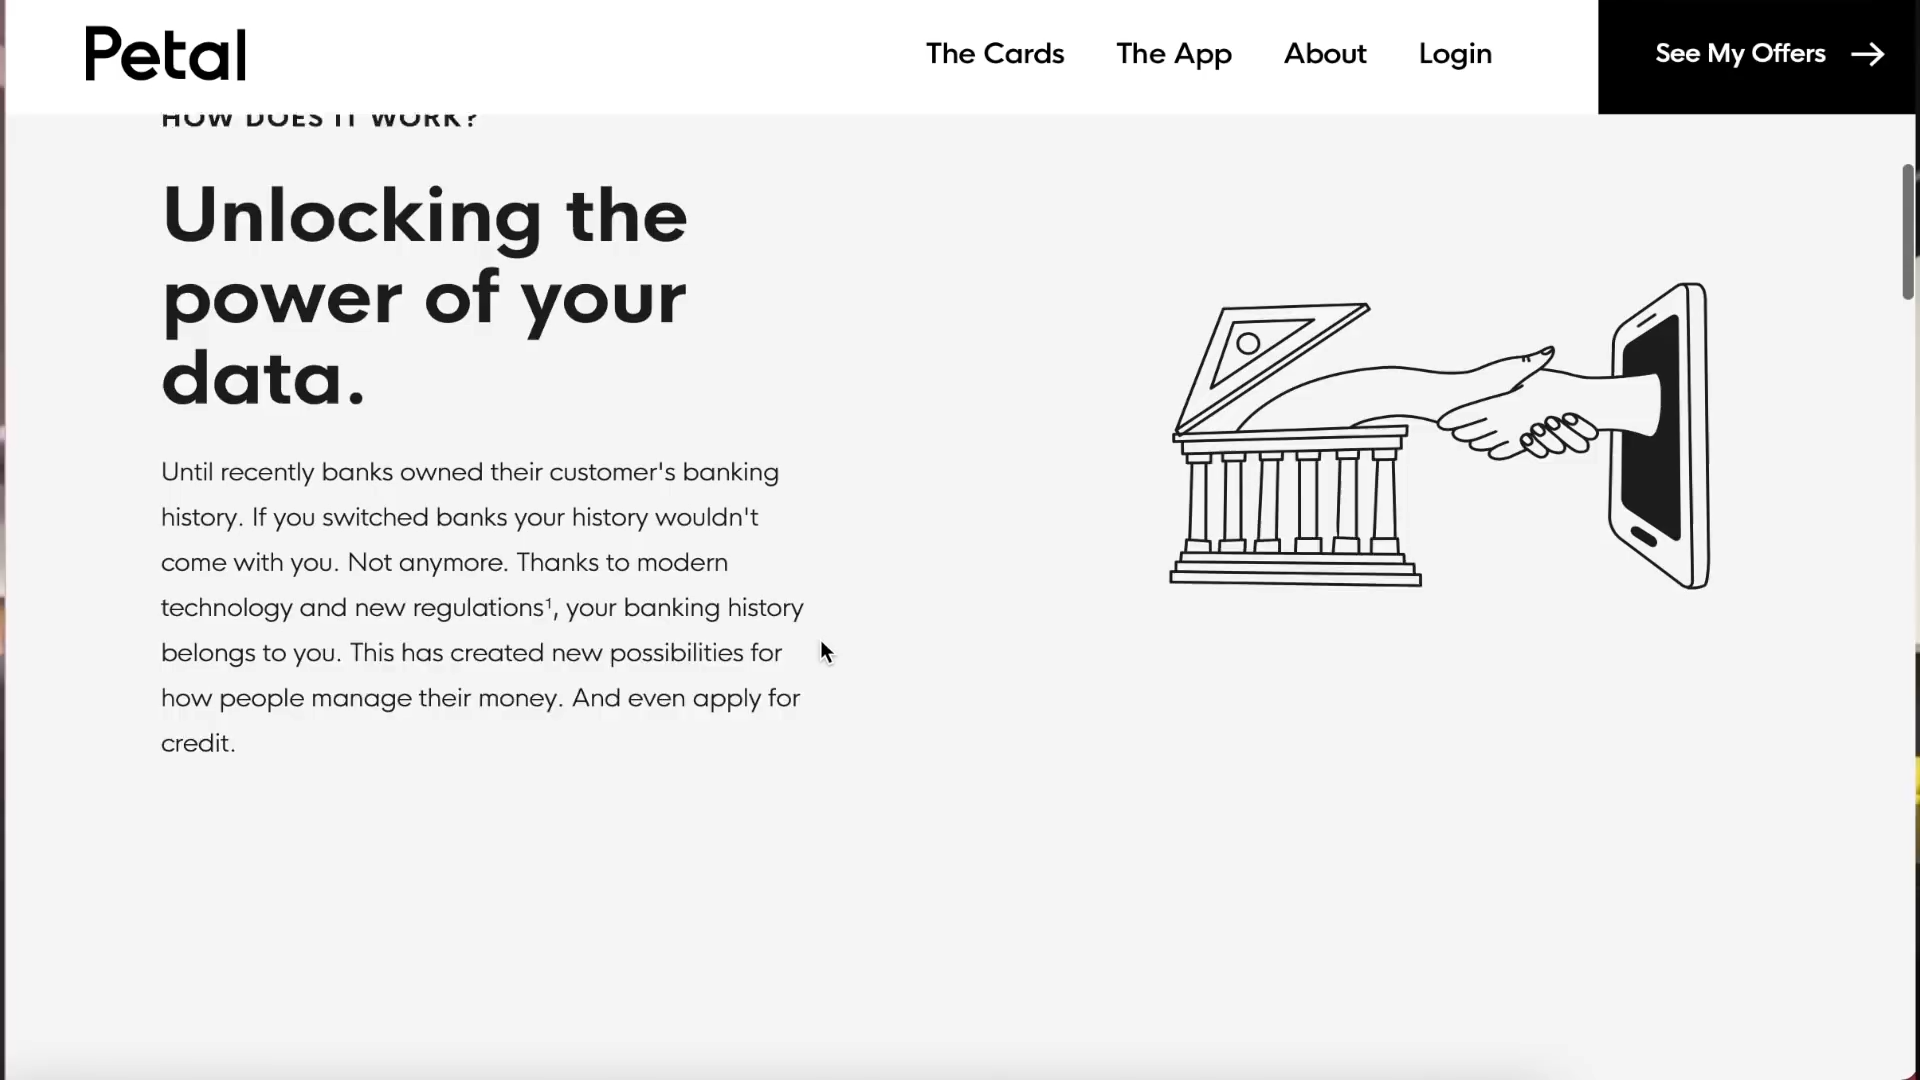 Petal
The Cards
The App
About
Login
See My Offers
HOW DOES IT WORK?
Unlocking the
power of your
data.
Until recently banks owned their customer's banking
history. If you switched banks your history wouldn't
come with you. Not anymore. Thanks to modern
technology and new regulations¹, your banking history
belongs to you. This has created new possibilities for
how people manage their money. And even apply for
credit.